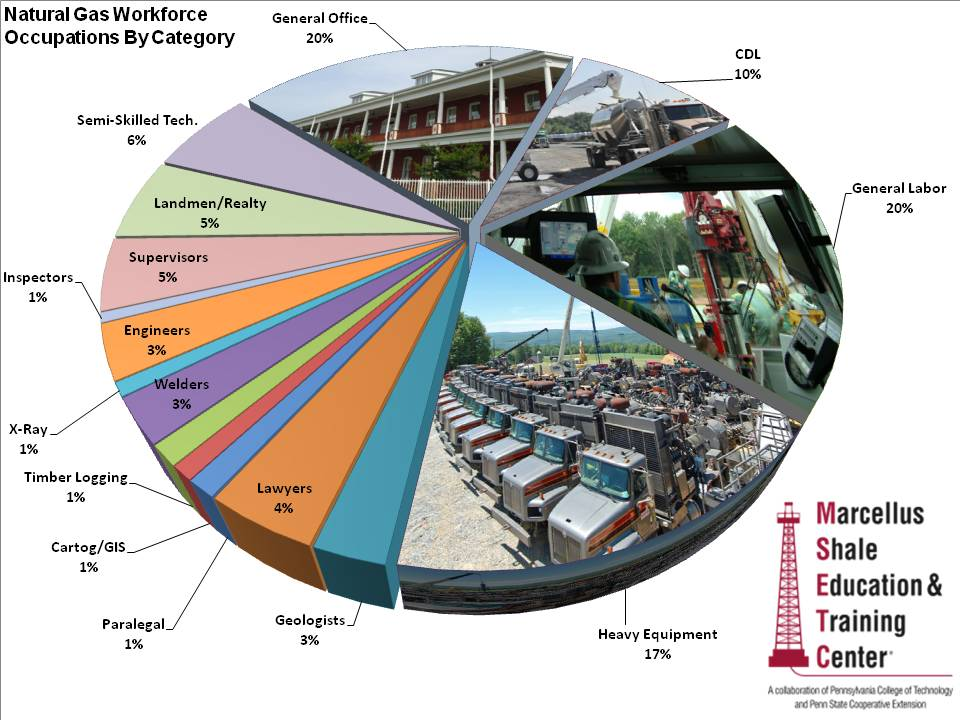 Natural Gas Workforce
Occupations By Category
General Office
20%
CDL
10%
Semi-Skilled Tech.
6%
General Labor
20%
Landmen/Realty
5%
Supervisors
5%
Inspectors
1%
Engineers
3%
Welders
3%
X-Ray
1%
Timber Logging
1%
Lawyers
4%
Cartog/GIS
1%
Paralegal
1%
Geologists
3%
Heavy Equipment
17%
Marcellus
Shale
Education &
Training
Center
A collaboration of Pennsylvania College of Technology
and Penn State Cooperative Extension